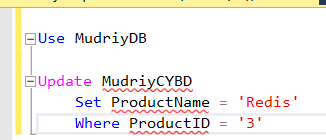 Use MudriyDB
Update MudriyCYBD
Set ProductName = 'Redis'
Where ProductID = '3'